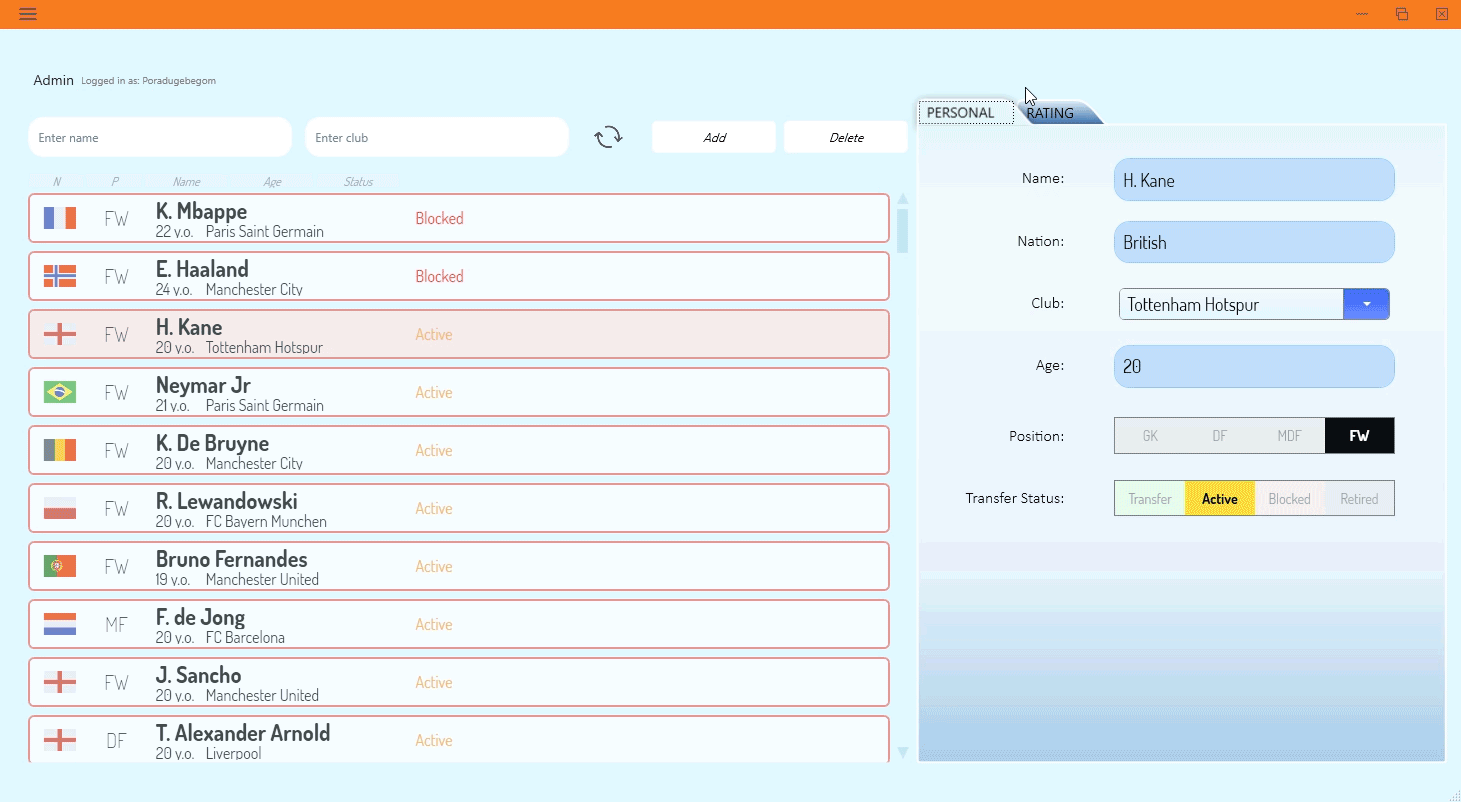 Admin Logged in as: Poradugebegom
Enter name Enter club Add Delete
N P Name Age Status
FW K. Mbappe Blocked
22 y.o. Paris Saint Germain
FW E. Haaland Blocked
24 y.o. Manchester City
FW H. Kane Active
20 y.o. Tottenham Hotspur
FW Neymar Jr Active
21 y.o. Paris Saint Germain
FW K. De Bruyne Active
20 y.o. Manchester City
FW R. Lewandowski Active
20 y.o. FC Bayern Munchen
FW Bruno Fernandes Active
19 y.o. Manchester United
MF F. de Jong Active
20 y.o. FC Barcelona
FW J. Sancho Active
20 y.o. Manchester United
DF T. Alexander Arnold Active
20 y.o. Liverpool
PERSONAL RATING
Name: H. Kane
Nation: British
Club: Tottenham Hotspur
Age: 20
Position: GK DF MDF FW
Transfer Status: Transfer Active Blocked Retired